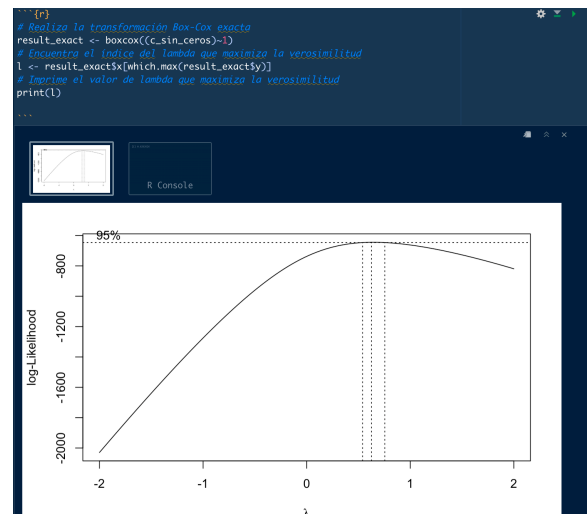 ```{r}
# Realiza la transformación Box-Cox exacta
result_exact <- boxcox((c_sin_ceros)~1)
# Encuentra el índice del lambda que maximiza la verosimilitud
l <- result_exact$x[which.max(result_exact$y)]
# Imprime el valor de lambda que maximiza la verosimilitud
print(l)
```
R Console
95%
log-Likelihood
-800
-1200
-1600
-2000
-2 -1 0 1 2
λ